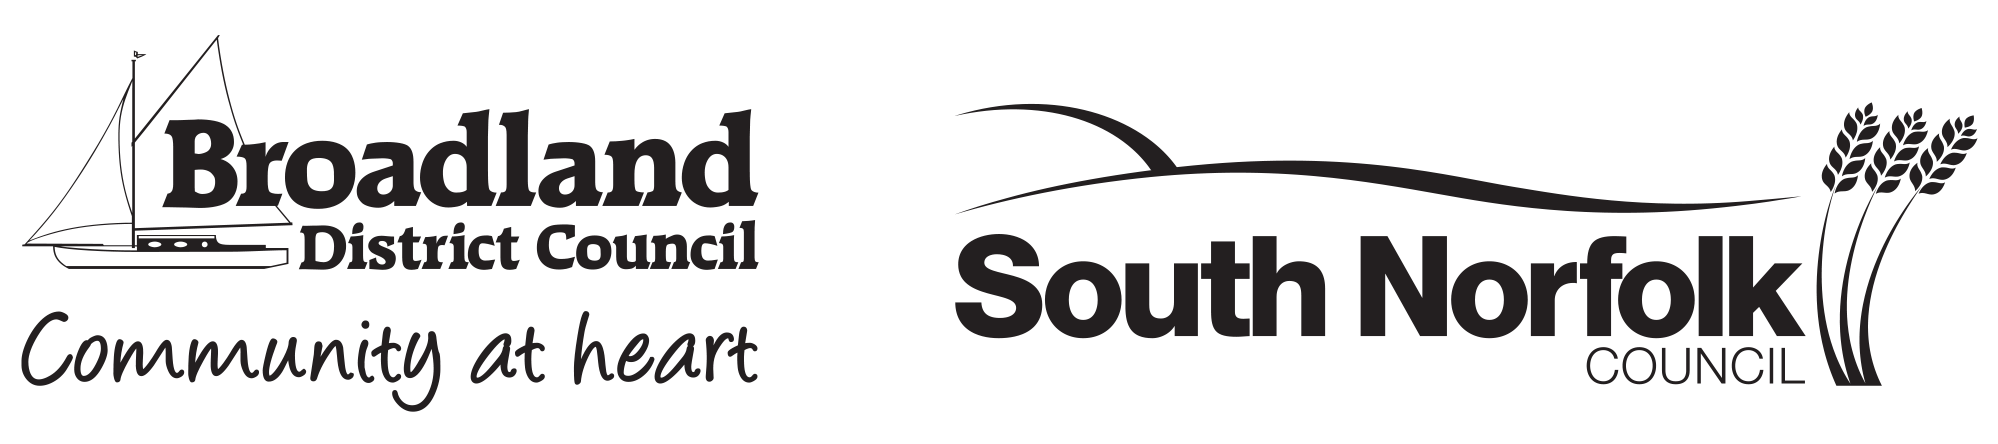 Broadland
District Council
Community at heart
South Norfolk
COUNCIL